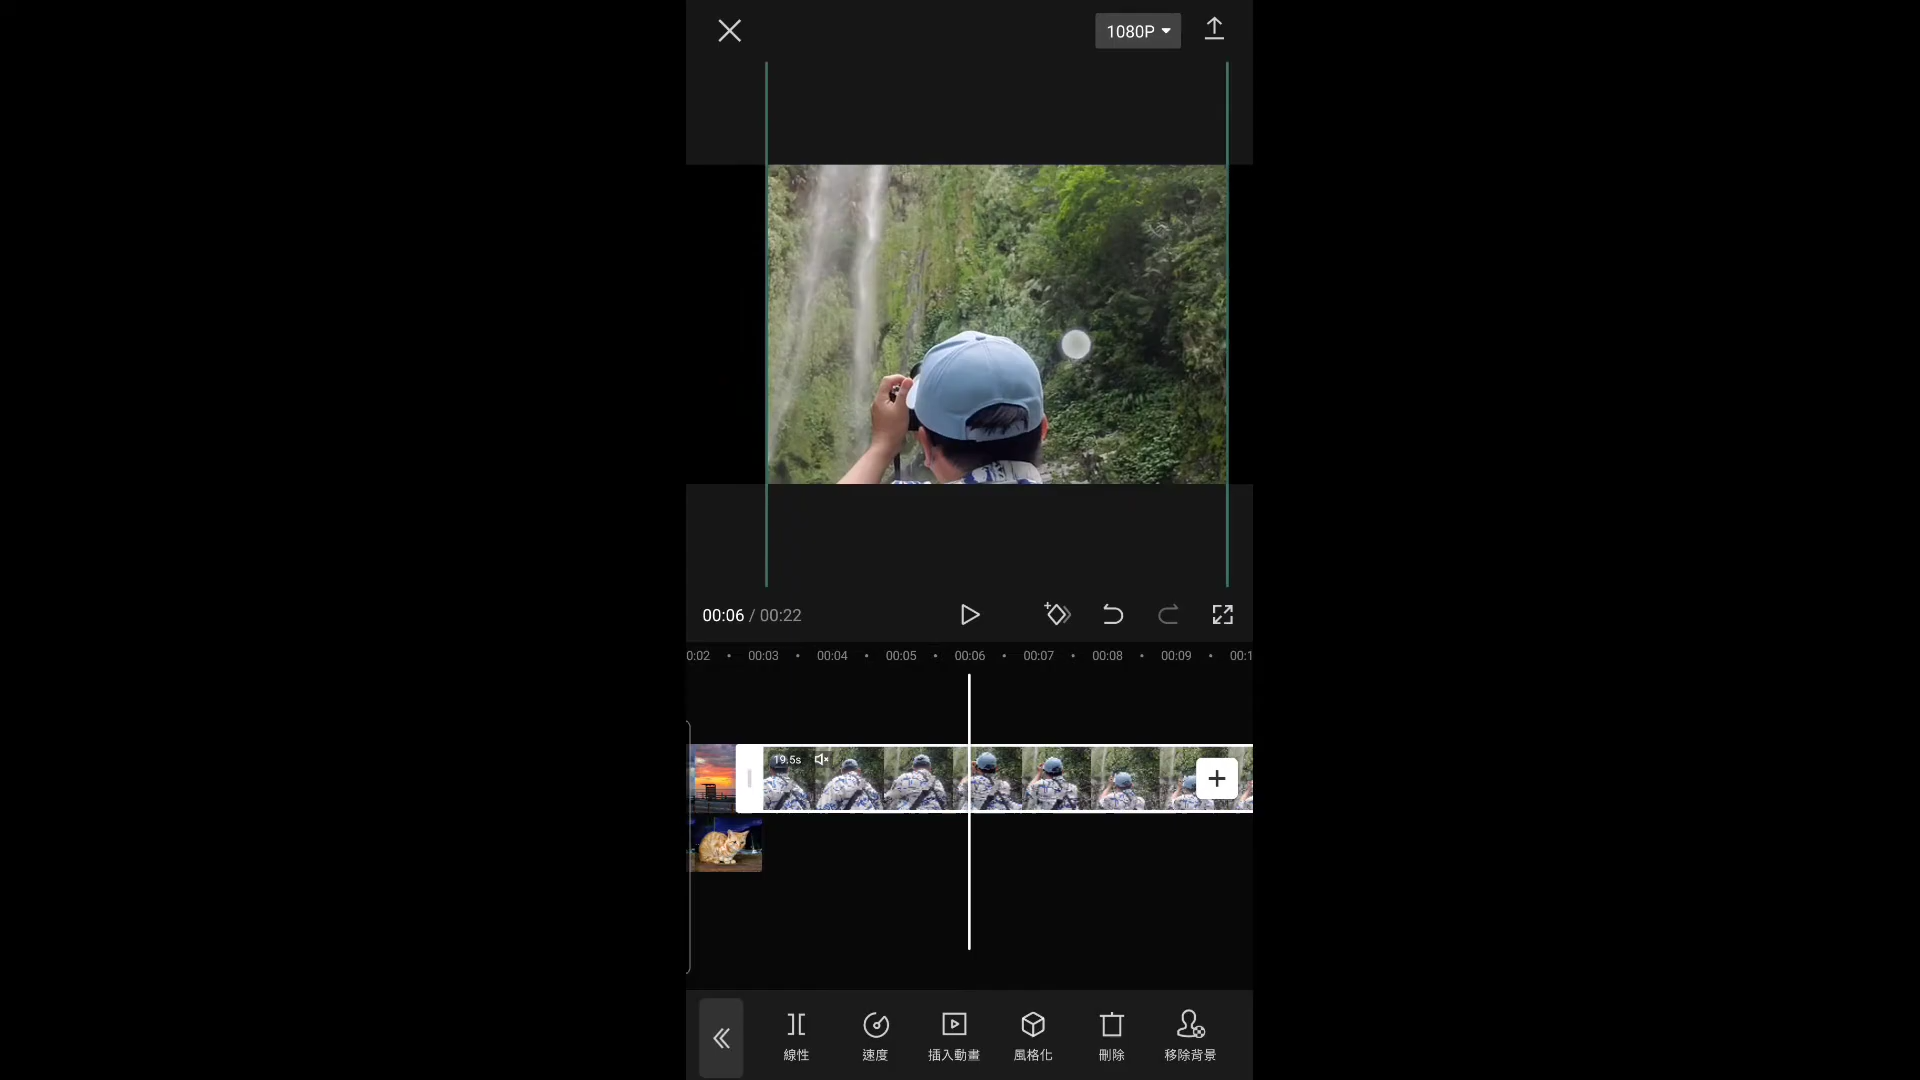 1080P
00:06 / 00:22
0:02 • 00:03 • 00:04 • 00:05 • 00:06 • 00:07 • 00:08 • 00:09 • 00:1
19.5s
線性 速度 插入動畫 風格化 刪除 移除背景